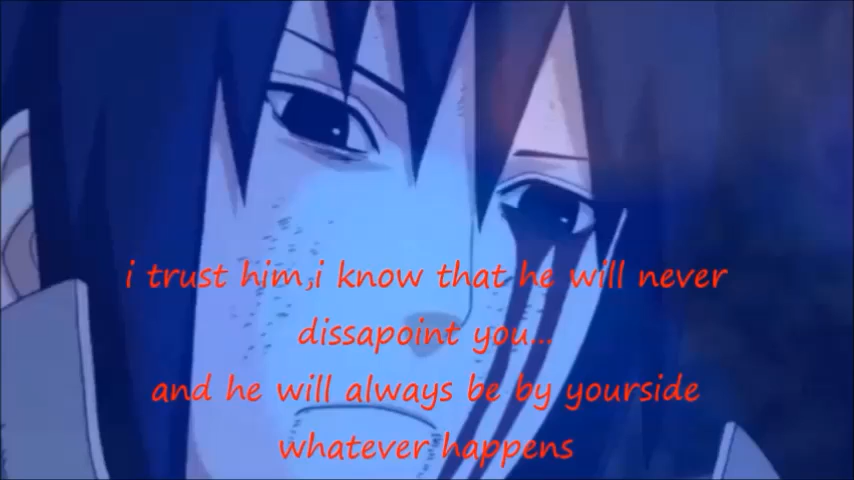 i trust him,i know that he will never
dissapoint you...
and he will always be by yourside
whatever happens